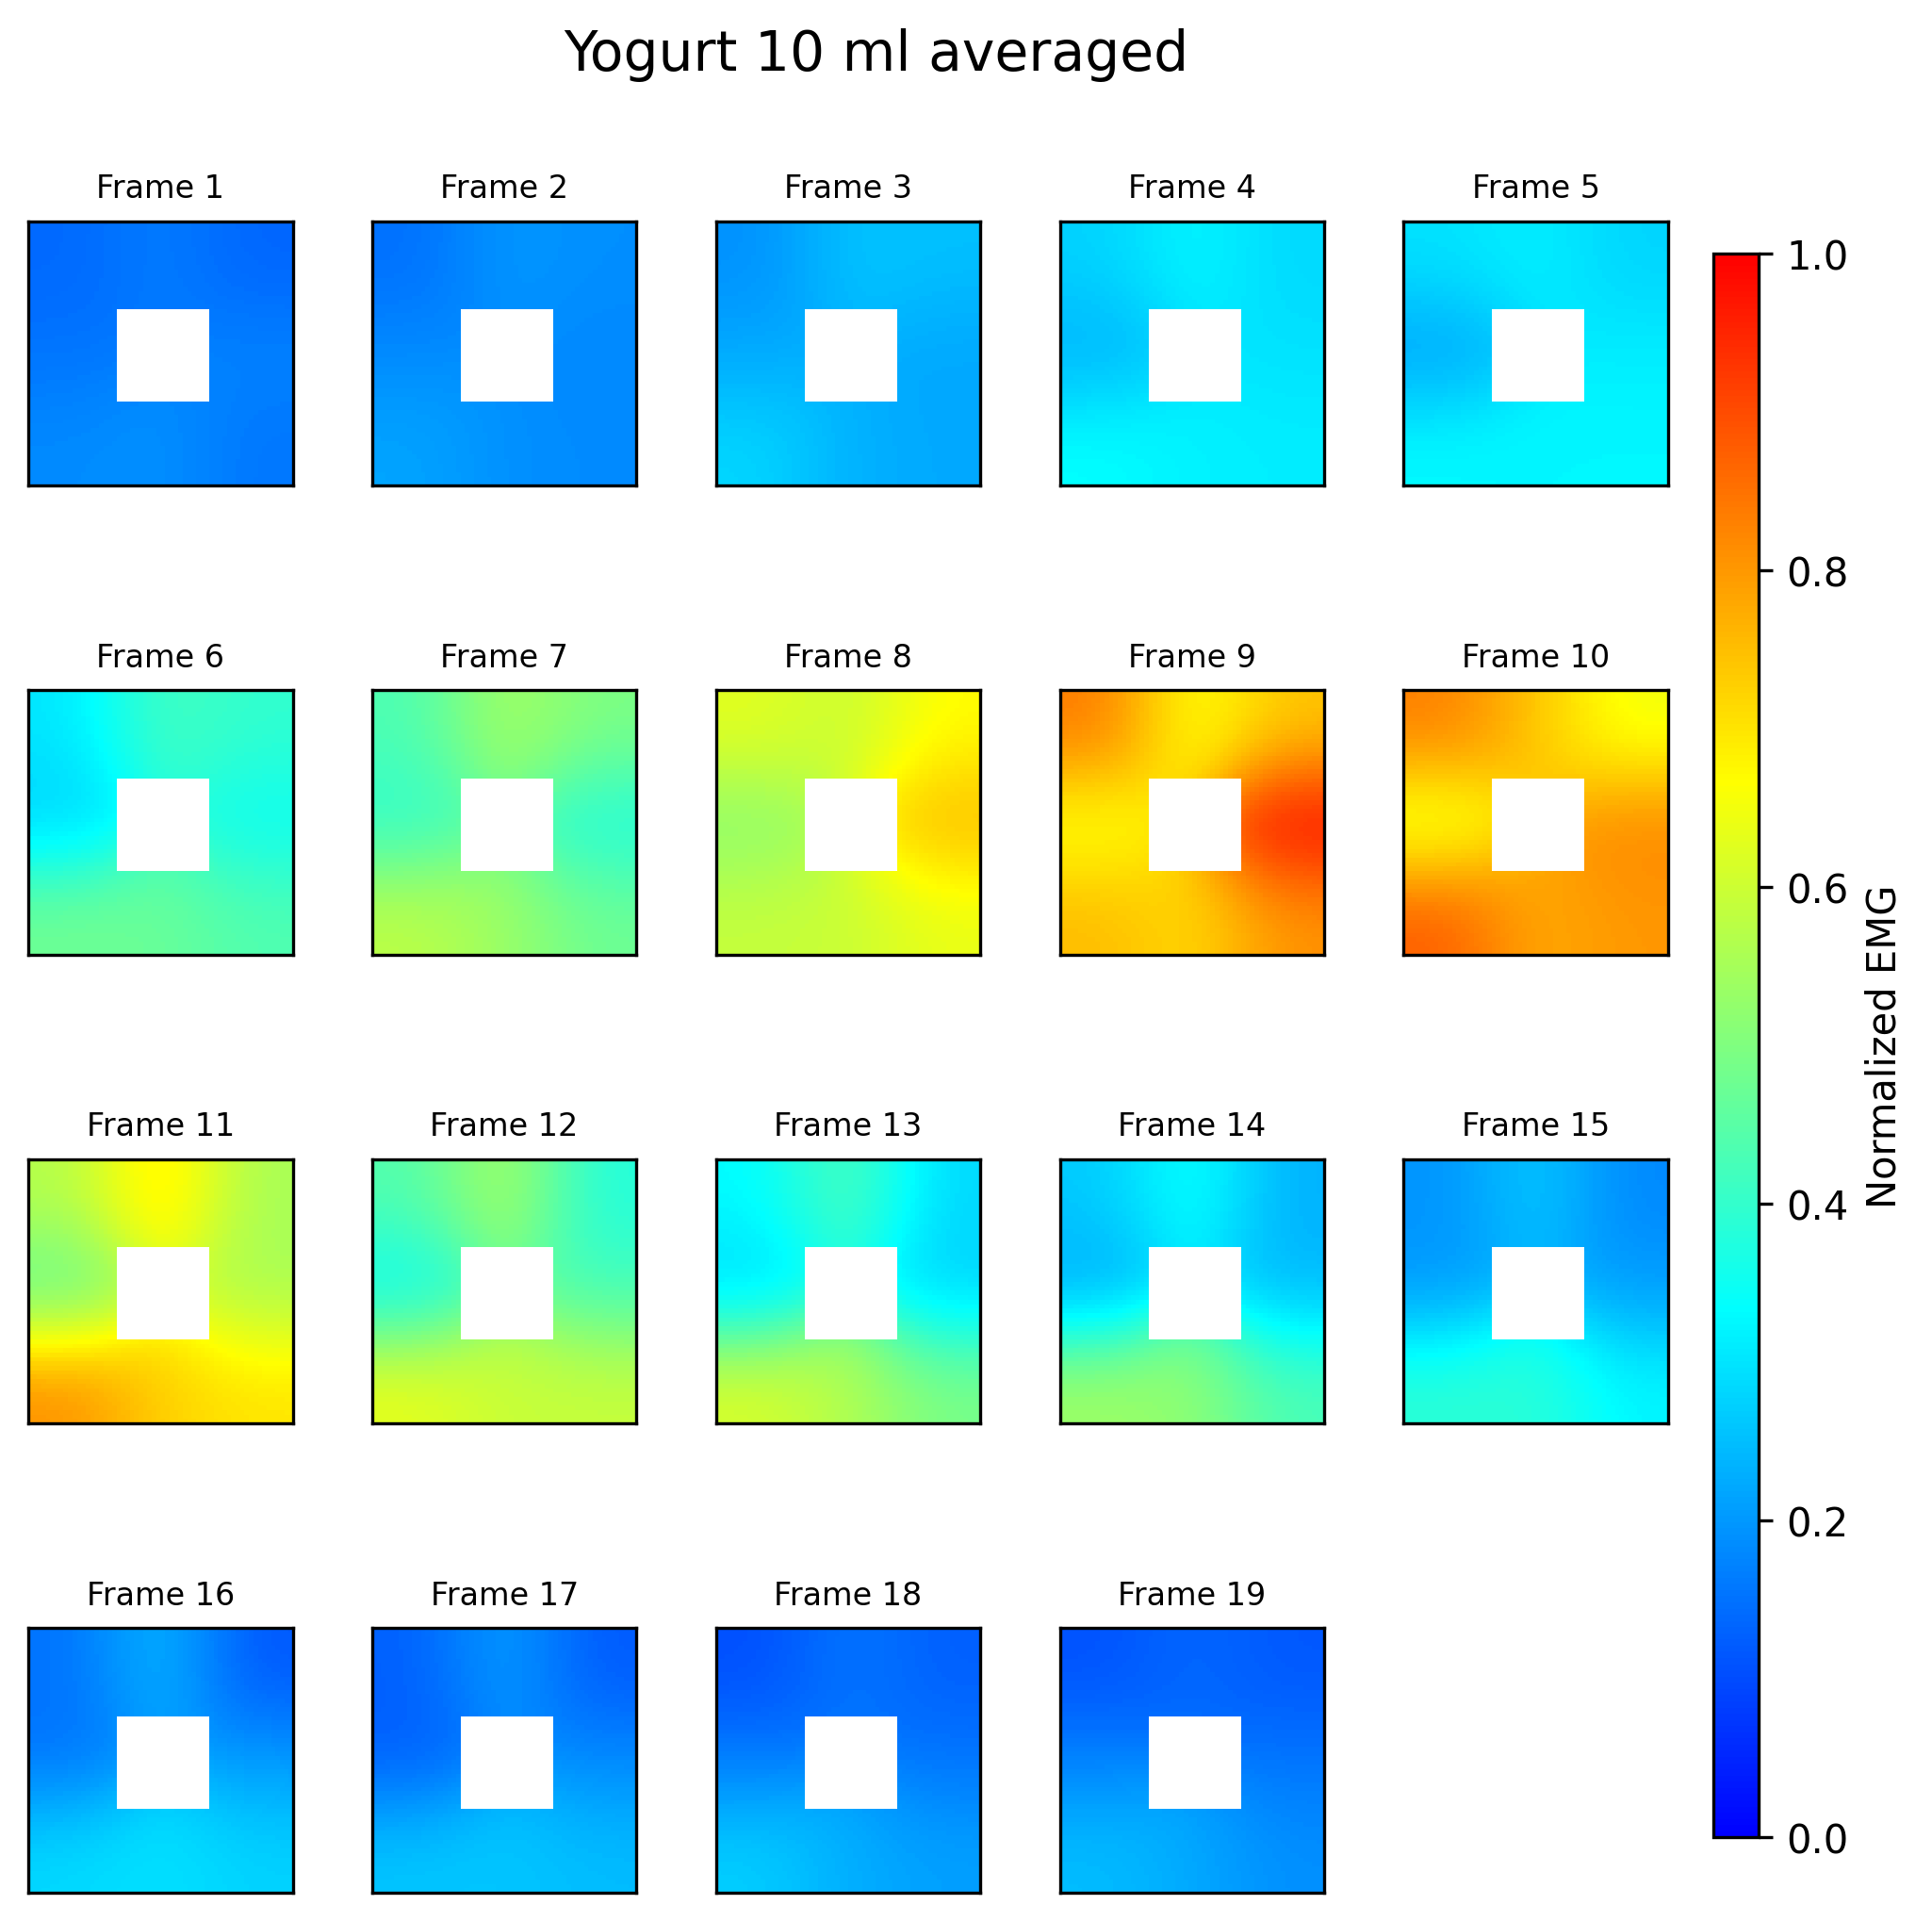 Yogurt 10 ml averaged
Frame 1
Frame 2
Frame 3
Frame 4
Frame 5
Frame 6
Frame 7
Frame 8
Frame 9
Frame 10
Frame 11
Frame 12
Frame 13
Frame 14
Frame 15
Frame 16
Frame 17
Frame 18
Frame 19
1.0
0.8
0.6
0.4
0.2
0.0
Normalized EMG